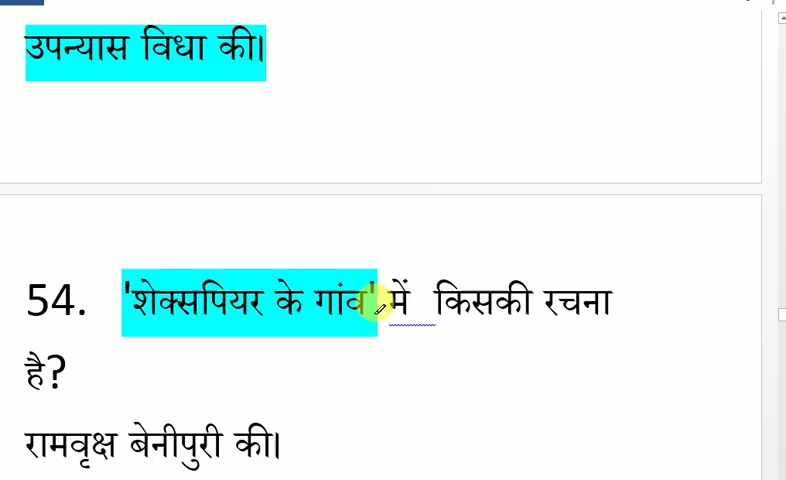 उपन्यास विधा की।
54. 'शेक्सपियर के गांव' में किसकी रचना
है?
रामवृक्ष बेनीपुरी की।